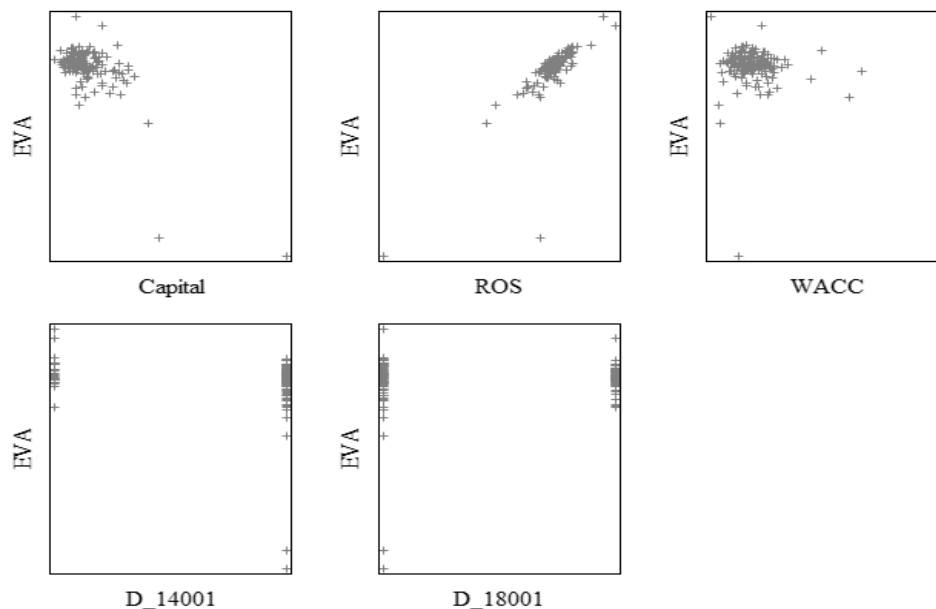 EVA
Capital
EVA
ROS
EVA
WACC
EVA
D_14001
EVA
D_18001